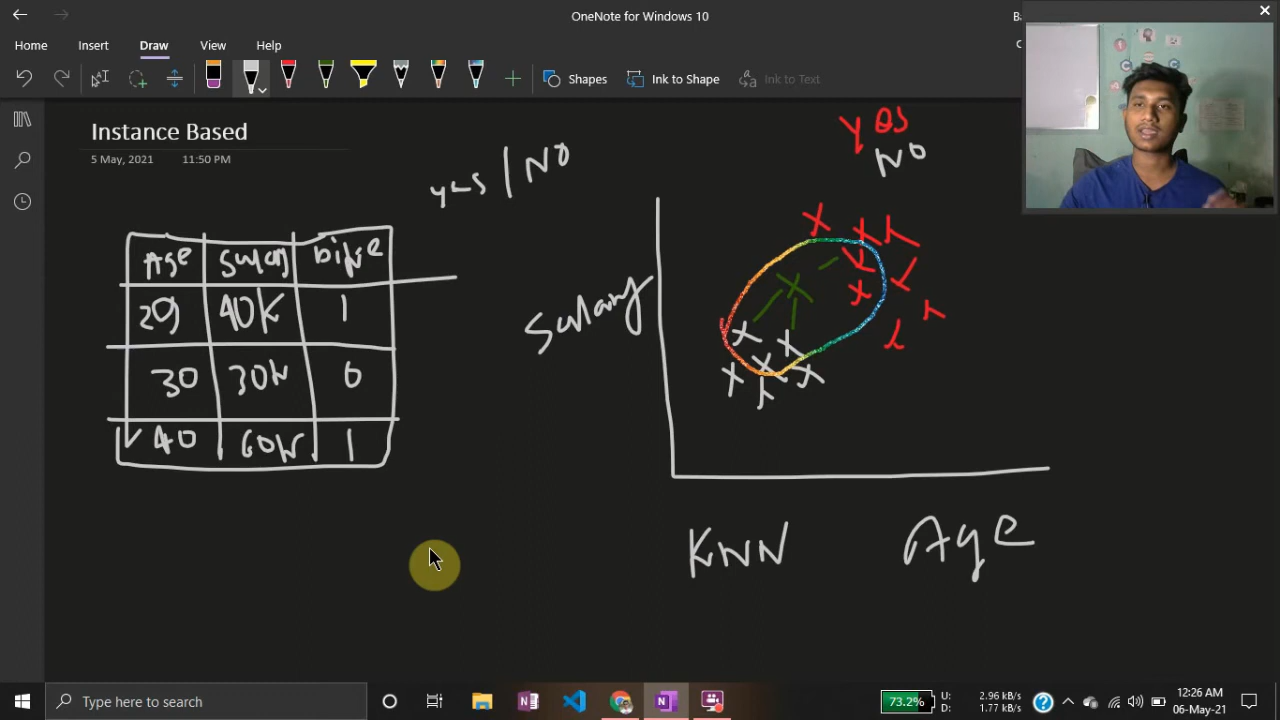 OneNote for Windows 10
Home Insert Draw View Help
Shapes Ink to Shape Ink to Text
Instance Based
5 May, 2021 11:50 PM
yes / No
yes
No
Age Salary bike
29 40K 1
30 30K 0
40 60K 1
Salary
KNN Age
Type here to search
73.2%
U: 2.96 kB/s
D: 1.77 kB/s
12:26 AM
06-May-21